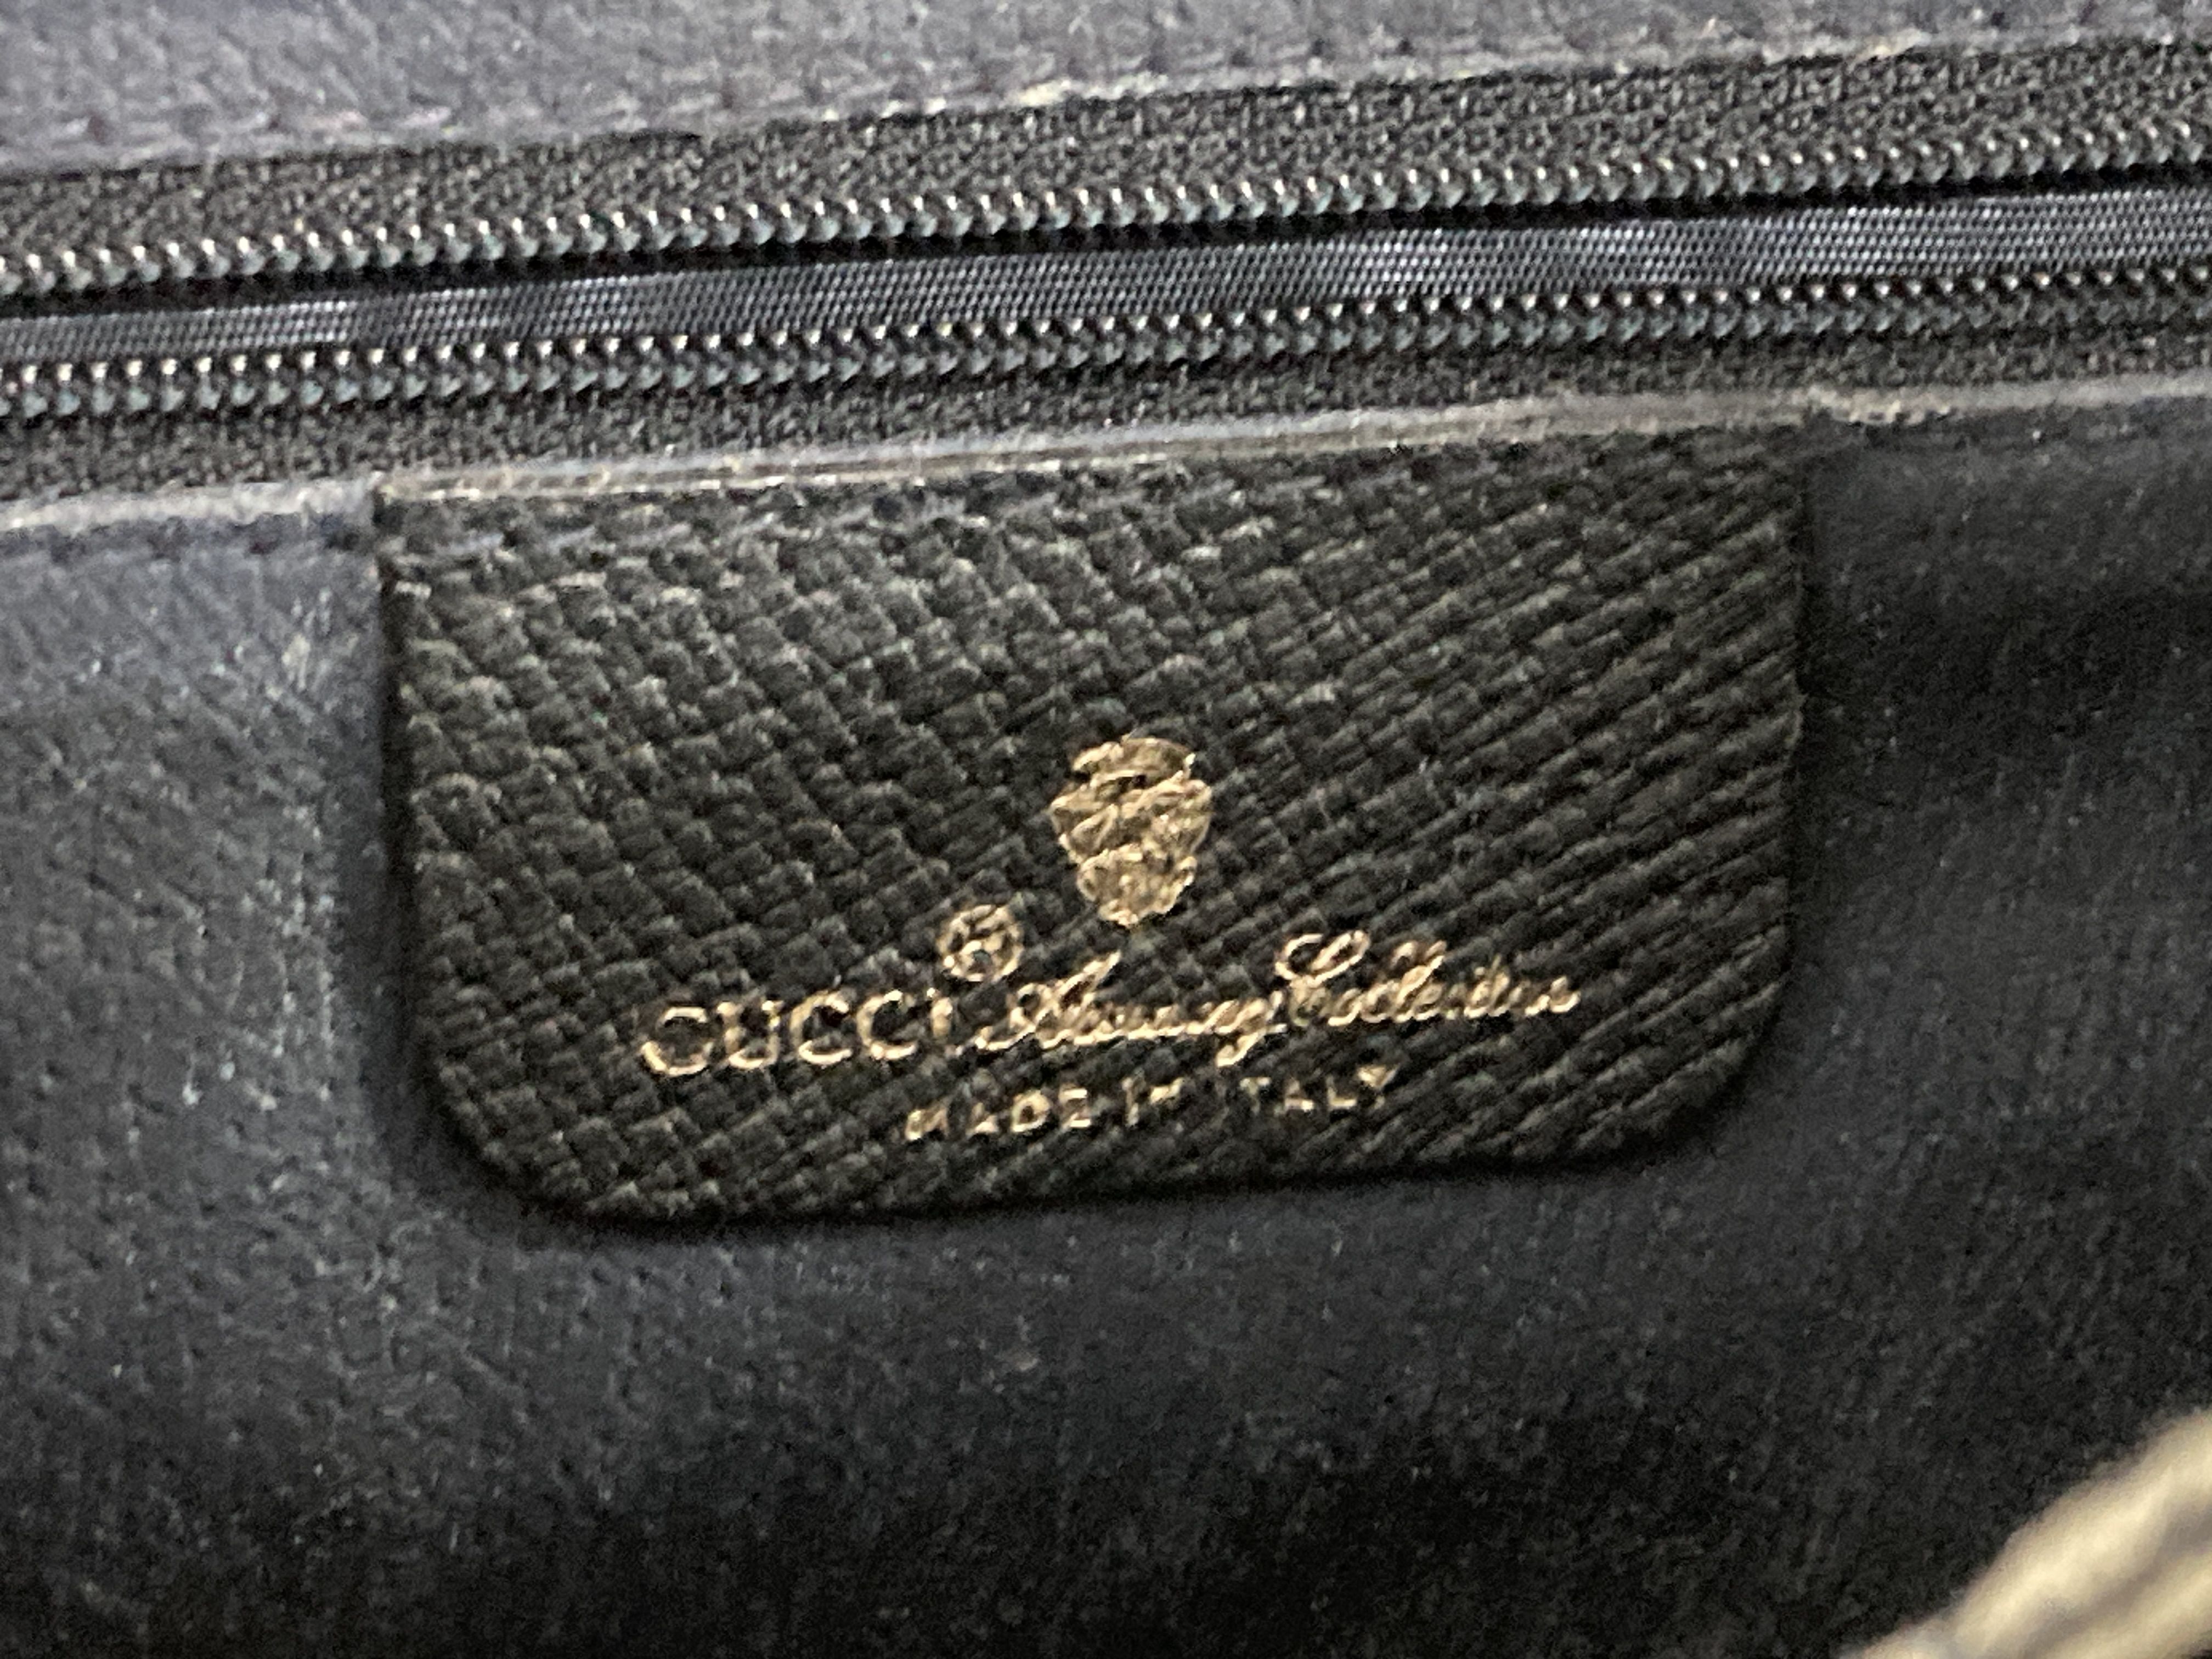 GUCCI ® Accessory Collection
MADE IN ITALY